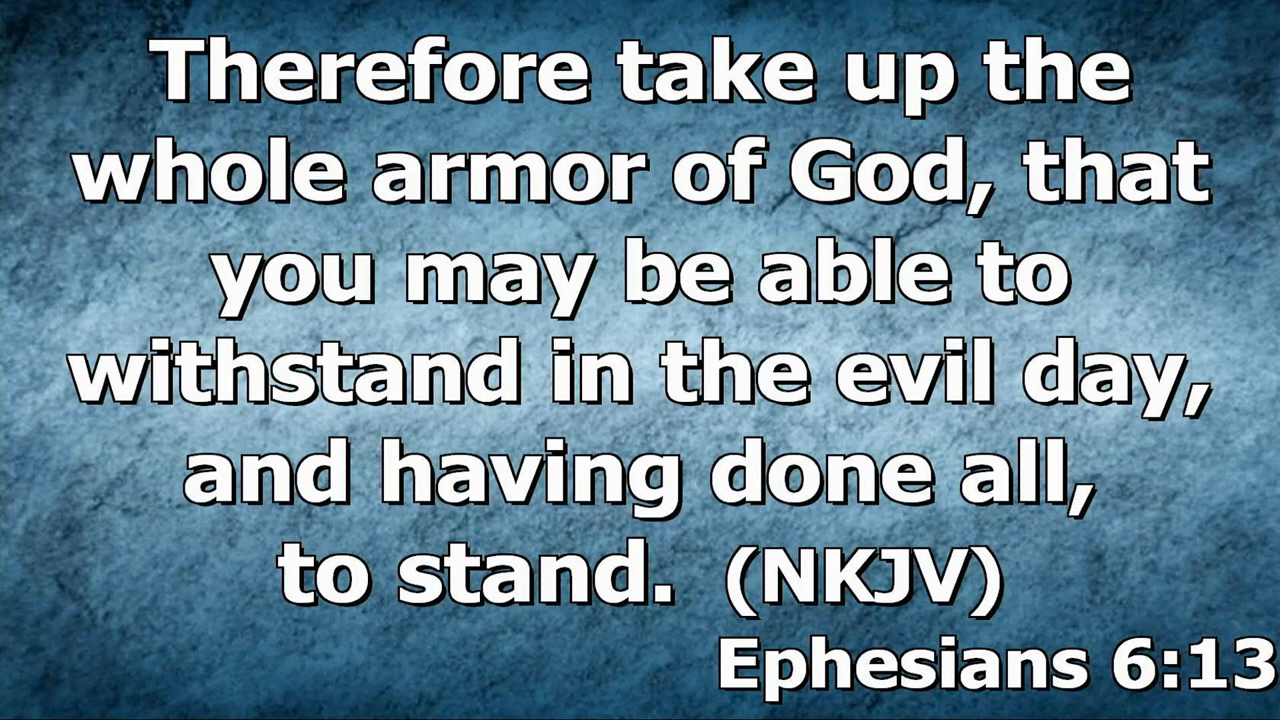 Therefore take up the
whole armor of God, that
you may be able to
withstand in the evil day,
and having done all,
to stand. (NKJV)
Ephesians 6:13